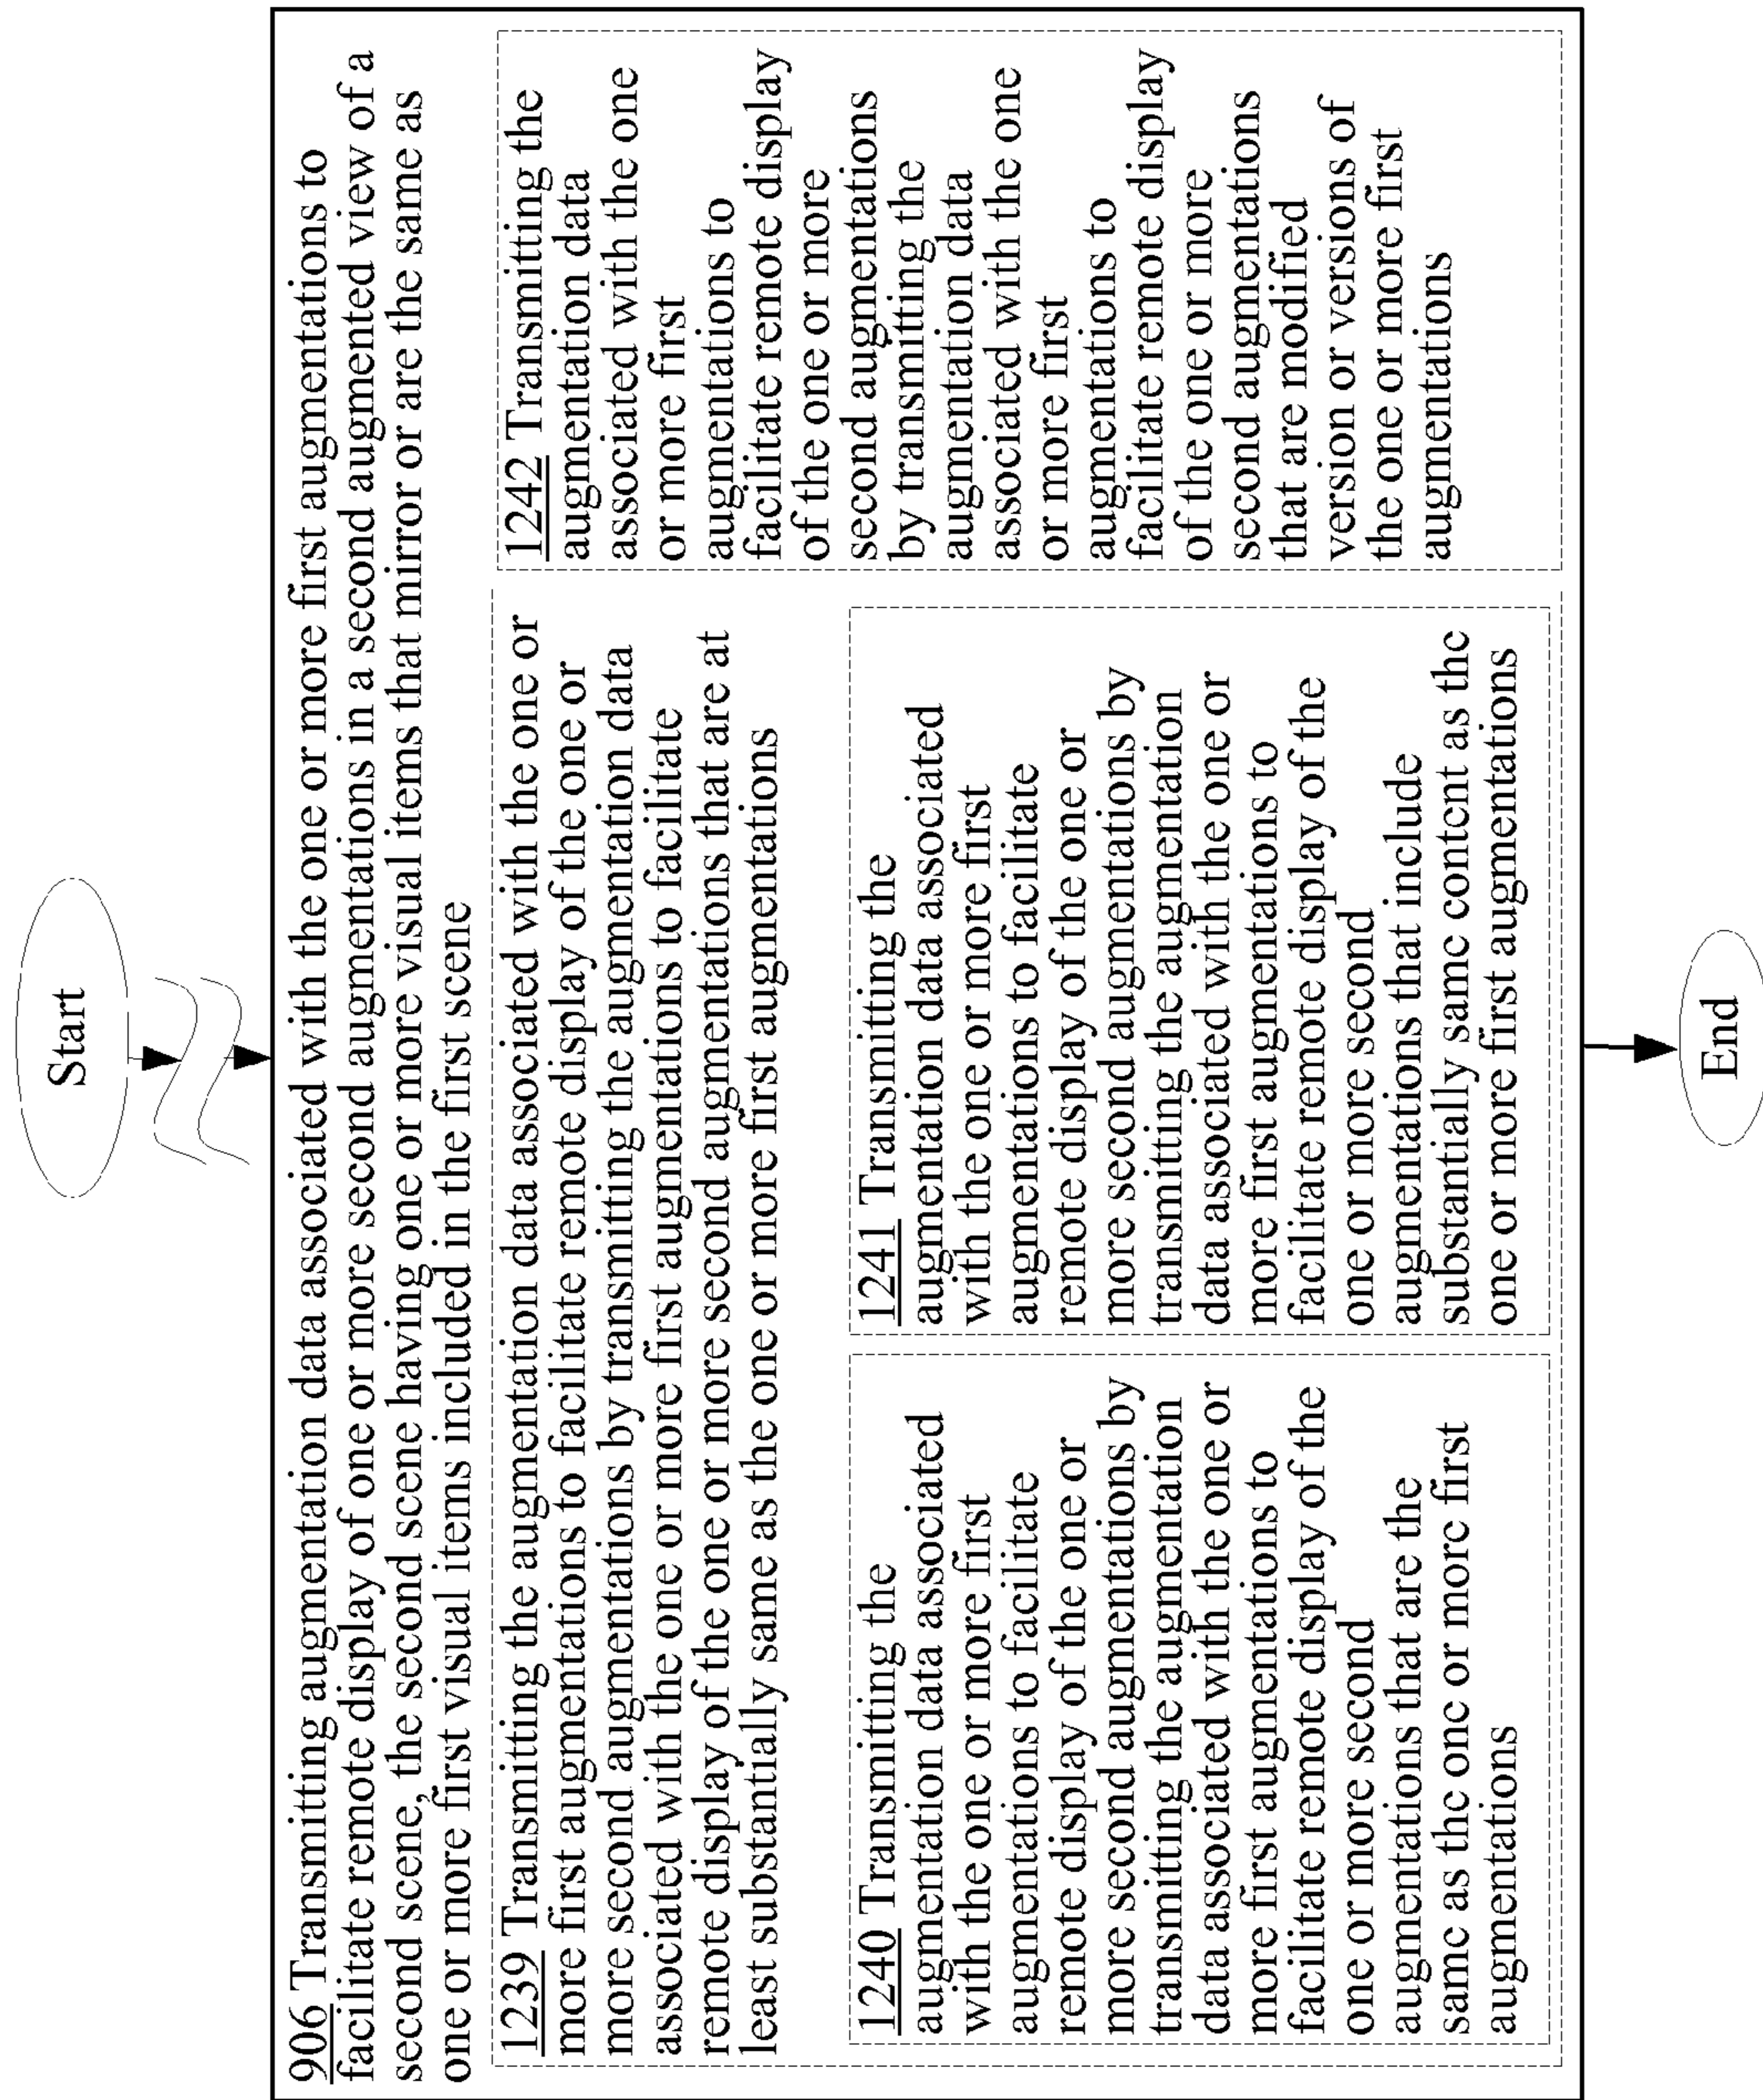 Start
906 Transmitting augmentation data associated with the one or more first augmentations to
facilitate remote display of one or more second augmentations in a second augmented view of a
second scene, the second scene having one or more visual items that mirror or are the same as
one or more first visual items included in the first scene
1239 Transmitting the augmentation data associated with the one or
more first augmentations to facilitate remote display of the one or
more second augmentations by transmitting the augmentation data
associated with the one or more first augmentations to facilitate
remote display of the one or more second augmentations that are at
least substantially same as the one or more first augmentations
1240 Transmitting the
augmentation data associated
with the one or more first
augmentations to facilitate
remote display of the one or
more second augmentations by
transmitting the augmentation
data associated with the one or
more first augmentations to
facilitate remote display of the
one or more second
augmentations that are the
same as the one or more first
augmentations
1241 Transmitting the
augmentation data associated
with the one or more first
augmentations to facilitate
remote display of the one or
more second augmentations by
transmitting the augmentation
data associated with the one or
more first augmentations to
facilitate remote display of the
one or more second
augmentations that include
substantially same content as the
one or more first augmentations
1242 Transmitting the
augmentation data
associated with the one
or more first
augmentations to
facilitate remote display
of the one or more
second augmentations
by transmitting the
augmentation data
associated with the one
or more first
augmentations to
facilitate remote display
of the one or more
second augmentations
that are modified
version or versions of
the one or more first
augmentations
End